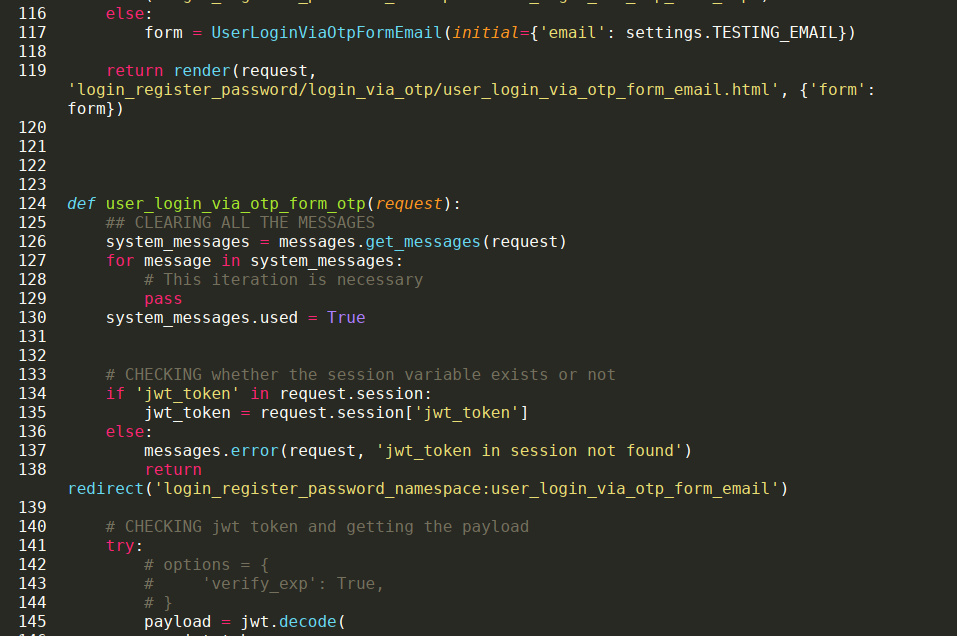 116 else:
117 form = UserLoginViaOtpFormEmail(initial={'email': settings.TESTING_EMAIL})
118
119 return render(request,
'login_register_password/login_via_otp/user_login_via_otp_form_email.html', {'form':
form})
120
121
122
123
124 def user_login_via_otp_form_otp(request):
125 ## CLEARING ALL THE MESSAGES
126 system_messages = messages.get_messages(request)
127 for message in system_messages:
128 # This iteration is necessary
129 pass
130 system_messages.used = True
131
132
133 # CHECKING whether the session variable exists or not
134 if 'jwt_token' in request.session:
135 jwt_token = request.session['jwt_token']
136 else:
137 messages.error(request, 'jwt_token in session not found')
138 return
redirect('login_register_password_namespace:user_login_via_otp_form_email')
139
140 # CHECKING jwt token and getting the payload
141 try:
142 # options = {
143 #     'verify_exp': True,
144 # }
145 payload = jwt.decode(